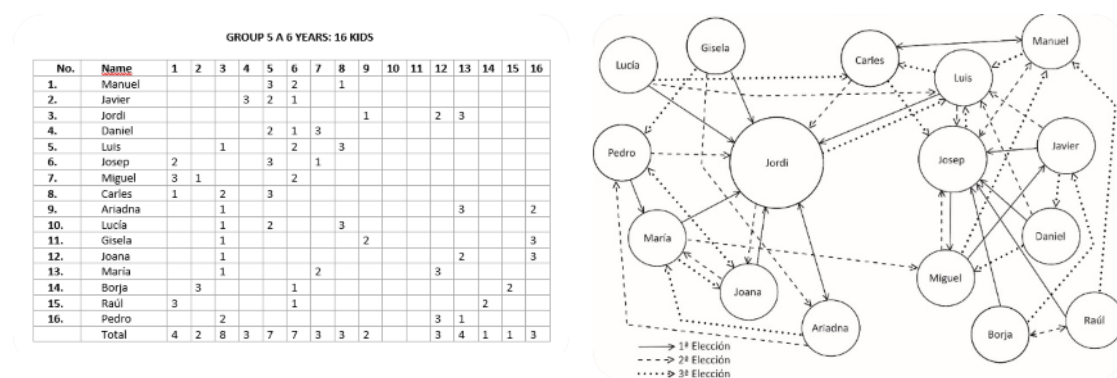 GROUP 5 A 6 YEARS: 16 KIDS
No. Name 1 2 3 4 5 6 7 8 9 10 11 12 13 14 15 16
1. Manuel 3 2 1
2. Javier 3 2 1
3. Jordi 1 2 3
4. Daniel 2 1 3
5. Luis 1 2 3
6. Josep 2 3 1
7. Miguel 3 1 2
8. Carles 1 2 3
9. Ariadna 1 3 2
10. Lucía 1 2 3
11. Gisela 1 2 3
12. Joana 1 2 3
13. María 1 2 3
14. Borja 3 1 2
15. Raúl 3 1 2
16. Pedro 2 3 1
Total 4 2 8 3 7 7 3 3 2 3 4 1 1 3
Manuel
Gisela
Carles
Lucía
Luis
Javier
Pedro
Jordi
Josep
María
Daniel
Miguel
Joana
Raúl
Ariadna
Borja
1ª Elección
2ª Elección
3ª Elección